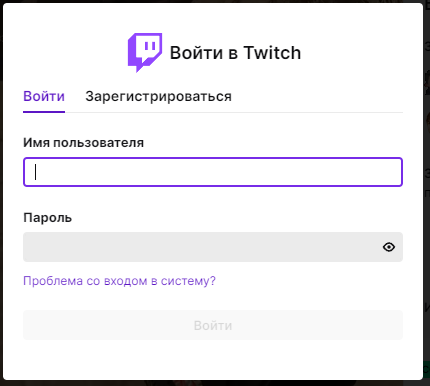 Войти в Twitch
Войти
Зарегистрироваться
Имя пользователя
Пароль
Проблема со входом в систему?
Войти